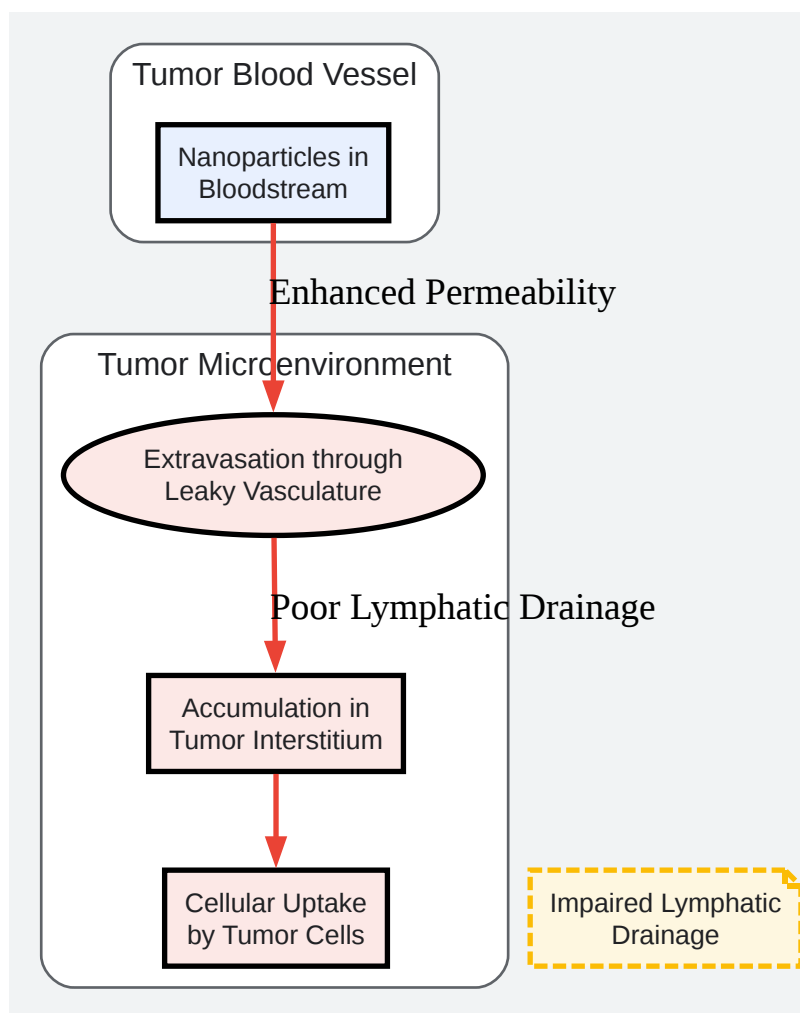 Tumor Blood Vessel
Nanoparticles in
Bloodstream
Enhanced Permeability
Tumor Microenvironment
Extravasation through
Leaky Vasculature
Poor Lymphatic Drainage
Accumulation in
Tumor Interstitium
Cellular Uptake
by Tumor Cells
Impaired Lymphatic
Drainage